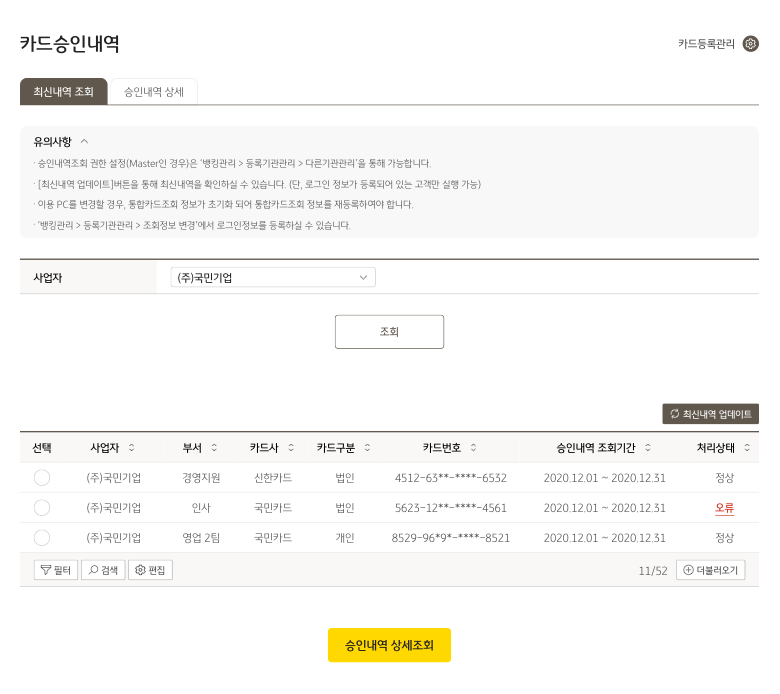 카드승인내역
카드등록관리
최신내역 조회
승인내역 상세
유의사항
· 승인내역조회 권한 설정(Master인 경우)은 '뱅킹관리 > 등록기관관리 > 다른기관관리'을 통해 가능합니다.
· [최신내역 업데이트]버튼을 통해 최신내역을 확인하실 수 있습니다. (단, 로그인 정보가 등록되어 있는 고객만 실행 가능)
· 이용 PC를 변경할 경우, 통합카드조회 정보가 초기화 되어 통합카드조회 정보를 재등록하여야 합니다.
· '뱅킹관리 > 등록기관관리 > 조회정보 변경'에서 로그인정보를 등록하실 수 있습니다.
사업자 (주)국민기업
조회
최신내역 업데이트
선택 사업자 부서 카드사 카드구분 카드번호 승인내역 조회기간 처리상태
(주)국민기업 경영지원 신한카드 법인 4512-63**-****-6532 2020.12.01 ~ 2020.12.31 정상
(주)국민기업 인사 국민카드 법인 5623-12**-****-4561 2020.12.01 ~ 2020.12.31 오류
(주)국민기업 영업 2팀 국민카드 개인 8529-96*9*-****-8521 2020.12.01 ~ 2020.12.31 정상
필터 검색 편집 11/52 더불러오기
승인내역 상세조회